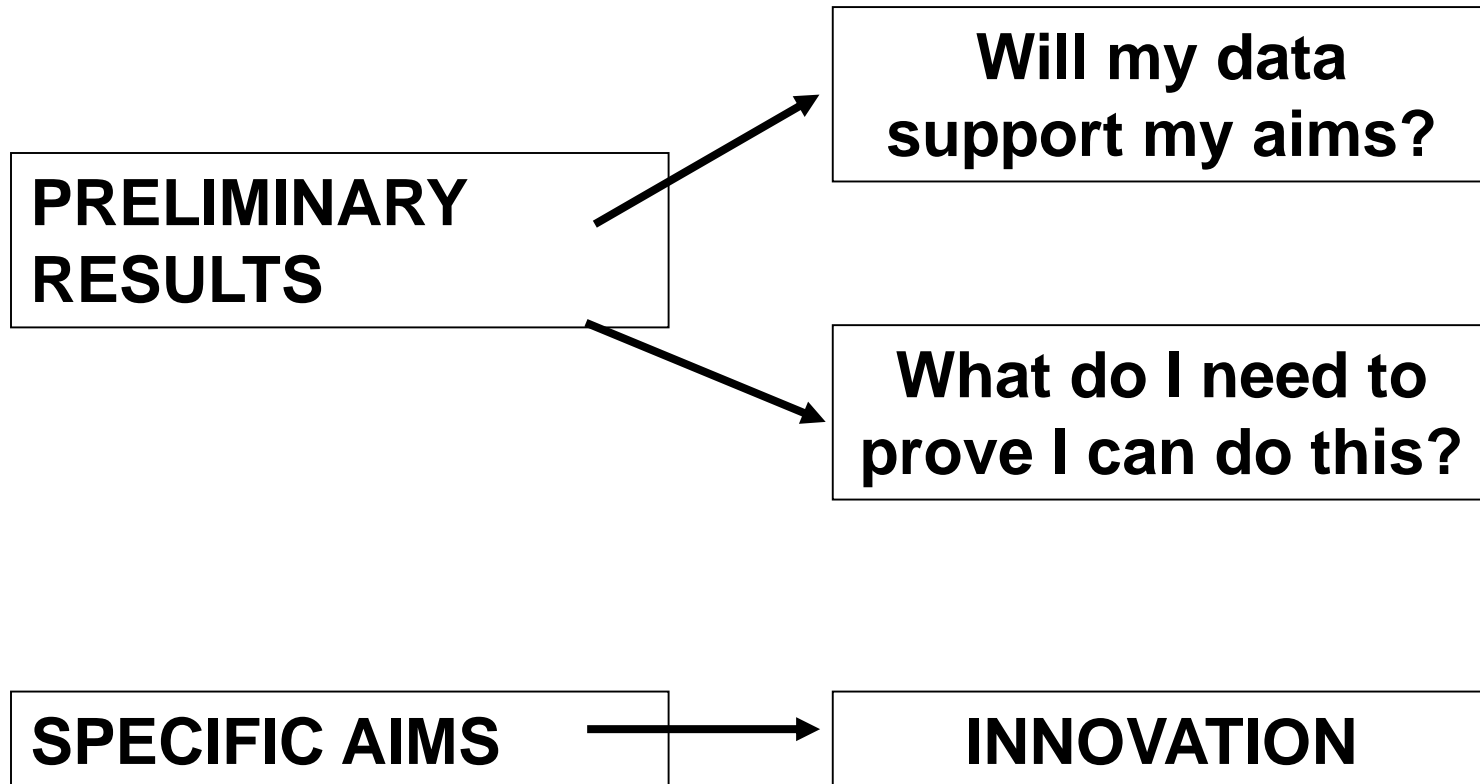 PRELIMINARY
RESULTS
Will my data
support my aims?
What do I need to
prove I can do this?
SPECIFIC AIMS
INNOVATION